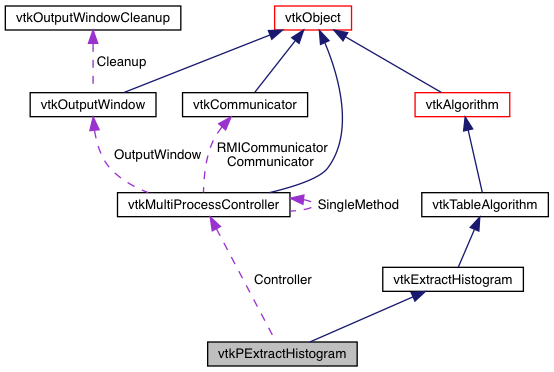 vtkOutputWindowCleanup
vtkObject
Cleanup
vtkOutputWindow
vtkCommunicator
vtkAlgorithm
OutputWindow
RMICommunicator
Communicator
vtkMultiProcessController
SingleMethod
vtkTableAlgorithm
Controller
vtkExtractHistogram
vtkPExtractHistogram